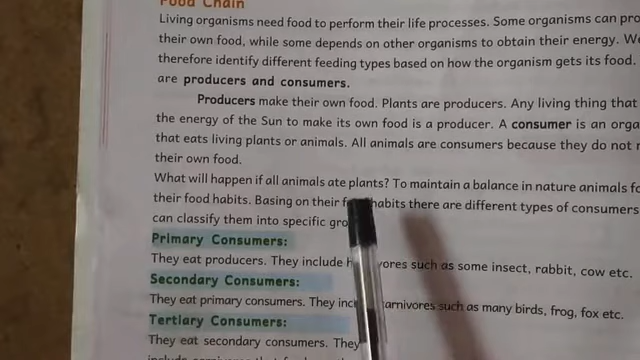 Food Chain
Living organisms need food to perform their life processes. Some organisms can
their own food, while some depends on other organisms to obtain their energy.
therefore identify different feeding types based on how the organism gets its food.
are producers and consumers.
Producers make their own food. Plants are producers. Any living thing that
the energy of the Sun to make its own food is a producer. A consumer is an
that eats living plants or animals. All animals are consumers because they do not
their own food.
What will happen if all animals ate plants? To maintain a balance in nature animals
their food habits. Basing on their habits there are different types of consumers
can classify them into specific
Primary Consumers:
They eat producers. They include such as some insect, rabbit, cow etc.
Secondary Consumers:
They eat primary consumers. They carnivores such as many birds, frog, fox etc.
Tertiary Consumers:
They eat secondary consumers. They